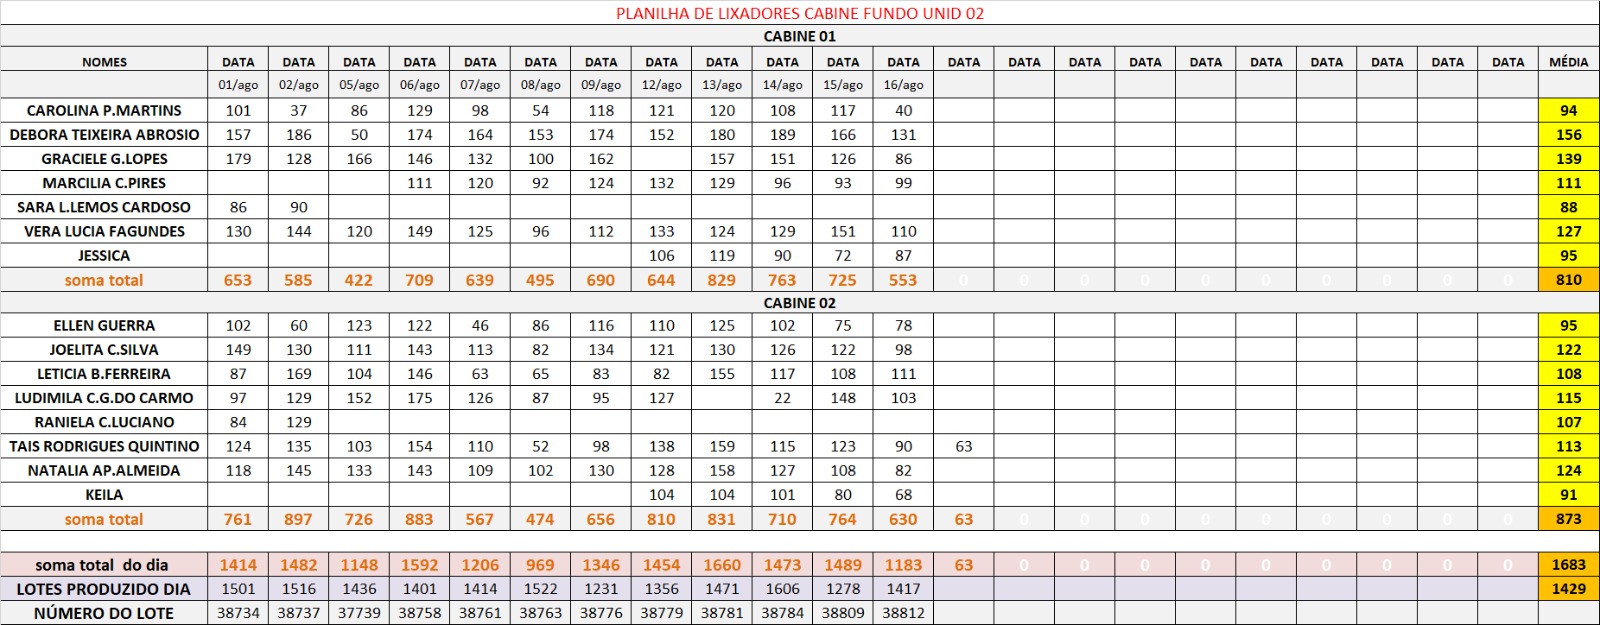 PLANILHA DE LIXADORES CABINE FUNDO UNID 02
CABINE 01
NOMES DATA DATA DATA DATA DATA DATA DATA DATA DATA DATA DATA DATA DATA DATA DATA DATA DATA DATA DATA DATA DATA DATA MÉDIA
01/ago 02/ago 05/ago 06/ago 07/ago 08/ago 09/ago 12/ago 13/ago 14/ago 15/ago 16/ago
CAROLINA P.MARTINS 101 37 86 129 98 54 118 121 120 108 117 40 94
DEBORA TEIXEIRA ABROSIO 157 186 50 174 164 153 174 152 180 189 166 131 156
GRACIELE G.LOPES 179 128 166 146 132 100 162 157 151 126 86 139
MARCILIA C.PIRES 111 120 92 124 132 129 96 93 99 111
SARA L.LEMOS CARDOSO 86 90 88
VERA LUCIA FAGUNDES 130 144 120 149 125 96 112 133 124 129 151 110 127
JESSICA 106 119 90 72 87 95
soma total 653 585 422 709 639 495 690 644 829 763 725 553 0 0 0 0 0 0 0 0 0 0 810
CABINE 02
ELLEN GUERRA 102 60 123 122 46 86 116 110 125 102 75 78 95
JOELITA C.SILVA 149 130 111 143 113 82 134 121 130 126 122 98 122
LETICIA B.FERREIRA 87 169 104 146 63 65 83 82 155 117 108 111 108
LUDIMILA C.G.DO CARMO 97 129 152 175 126 87 95 127 22 148 103 115
RANIELA C.LUCIANO 84 129 107
TAIS RODRIGUES QUINTINO 124 135 103 154 110 52 98 138 159 115 123 90 63 113
NATALIA AP.ALMEIDA 118 145 133 143 109 102 130 128 158 127 108 82 124
KEILA 104 104 101 80 68 91
soma total 761 897 726 883 567 474 656 810 831 710 764 630 63 0 0 0 0 0 0 0 0 0 873
soma total do dia 1414 1482 1148 1592 1206 969 1346 1454 1660 1473 1489 1183 63 0 0 0 0 0 0 0 0 0 1683
LOTES PRODUZIDO DIA 1501 1516 1436 1401 1414 1522 1231 1356 1471 1606 1278 1417 1429
NÚMERO DO LOTE 38734 38737 37739 38758 38761 38763 38776 38779 38781 38784 38809 38812